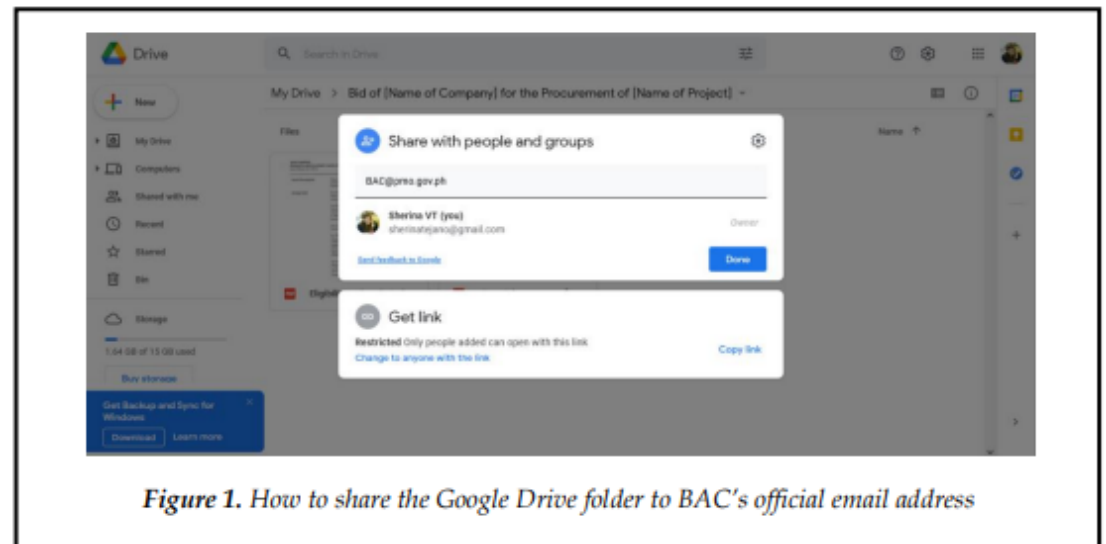 Drive
Search in Drive
New
My Drive > Bid of [Name of Company] for the Procurement of [Name of Project]
My Drive
Computers
Shared with me
Recent
Starred
Bin
Storage
1.64 GB of 15 GB used
Buy storage
Get Backup and Sync for
Windows
Download Learn more
Files
Name
Share with people and groups
BAC@pmo.gov.ph
Sherina VT (you)
sherinatejano@gmail.com
Owner
Send feedback to Google
Done
Get link
Restricted Only people added can open with this link
Change to anyone with the link
Copy link
Figure 1. How to share the Google Drive folder to BAC's official email address